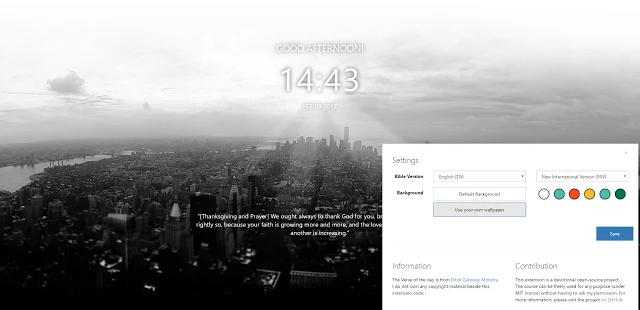 GOOD AFTERNOON!
14:43
FEB 09 2017
"[Thanksgiving and Prayer] We ought always to thank God for you,
rightly so, because your faith is growing more and more, and the love
another is increasing."
×
Settings
Bible Version
English (EN)
New International Version (NIV)
Background
Default Background
Use your own wallpaper
Save
Information
The Verse of the day is from Bible Gateway Ministry.
I do not own any copyright material beside this
extension code.
Contribution
This extension is a devotional open-source project.
The source can be freely used for any purpose (under
MIT license) without having to ask my permission. For
more information, please visit the project on GitHub.